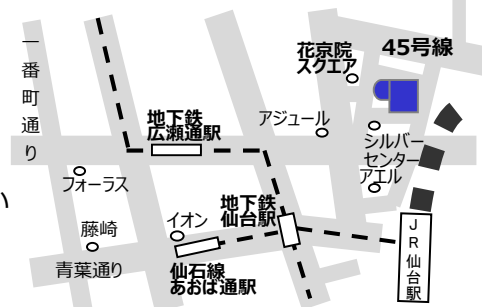 一番町通り
花京院
スクエア
45号線
地下鉄
広瀬通駅
アジュール
シルバー
センター
アエル
フォーラス
い
地下鉄
仙台駅
藤崎
イオン
青葉通り
仙石線
あおば通駅
JR仙台駅